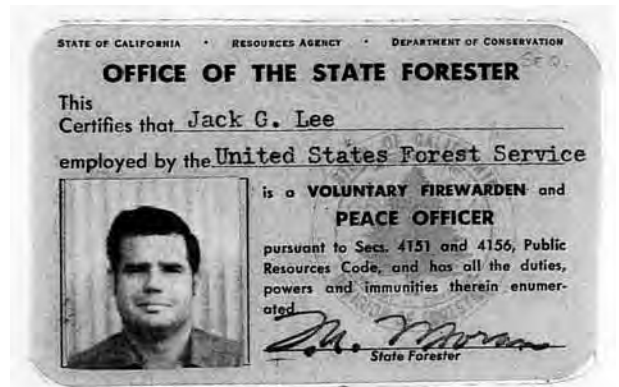 STATE OF CALIFORNIA • RESOURCES AGENCY • DEPARTMENT OF CONSERVATION
OFFICE OF THE STATE FORESTER
This
Certifies that Jack G. Lee
employed by the United States Forest Service
is a VOLUNTARY FIREWARDEN and
PEACE OFFICER
pursuant to Secs. 4151 and 4156, Public
Resources Code, and has all the duties,
powers and immunities therein enumer-
ated
Moran
State Forester